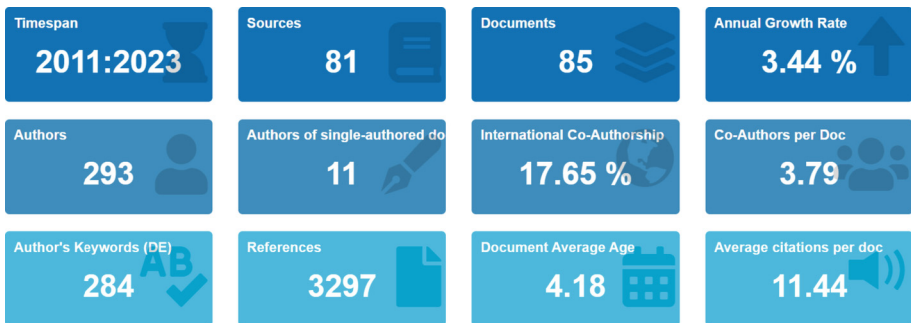 Timespan
2011:2023
Sources
81
Documents
85
Annual Growth Rate
3.44 %
Authors
293
Authors of single-authored do
11
International Co-Authorship
17.65 %
Co-Authors per Doc
3.79
Author's Keywords (DE)
284
AB
References
3297
Document Average Age
4.18
Average citations per doc
11.44